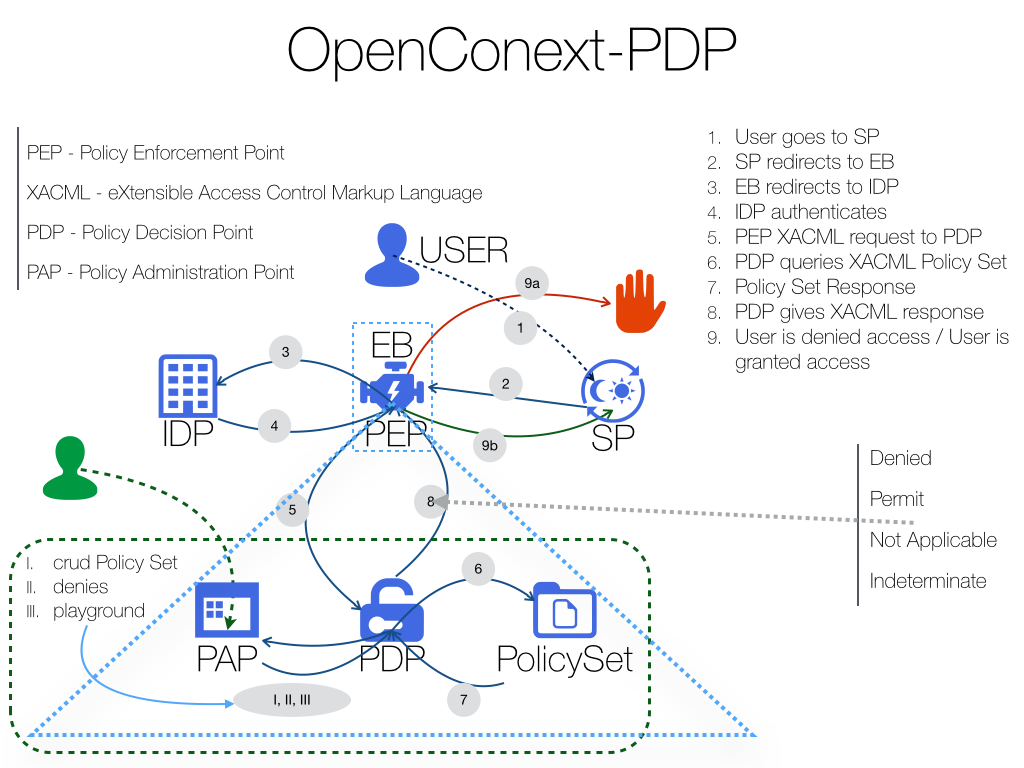 OpenConext-PDP
PEP - Policy Enforcement Point
XACML - eXtensible Access Control Markup Language
PDP - Policy Decision Point
PAP - Policy Administration Point
1. User goes to SP
2. SP redirects to EB
3. EB redirects to IDP
4. IDP authenticates
5. PEP XACML request to PDP
6. PDP queries XACML Policy Set
7. Policy Set Response
8. PDP gives XACML response
9. User is denied access / User is
granted access
USER
9a
1
EB
3
2
IDP
4
PEP
9b
SP
Denied
Permit
Not Applicable
Indeterminate
5
8
I. crud Policy Set
II. denies
III. playground
6
PAP
PDP
PolicySet
I, II, III
7